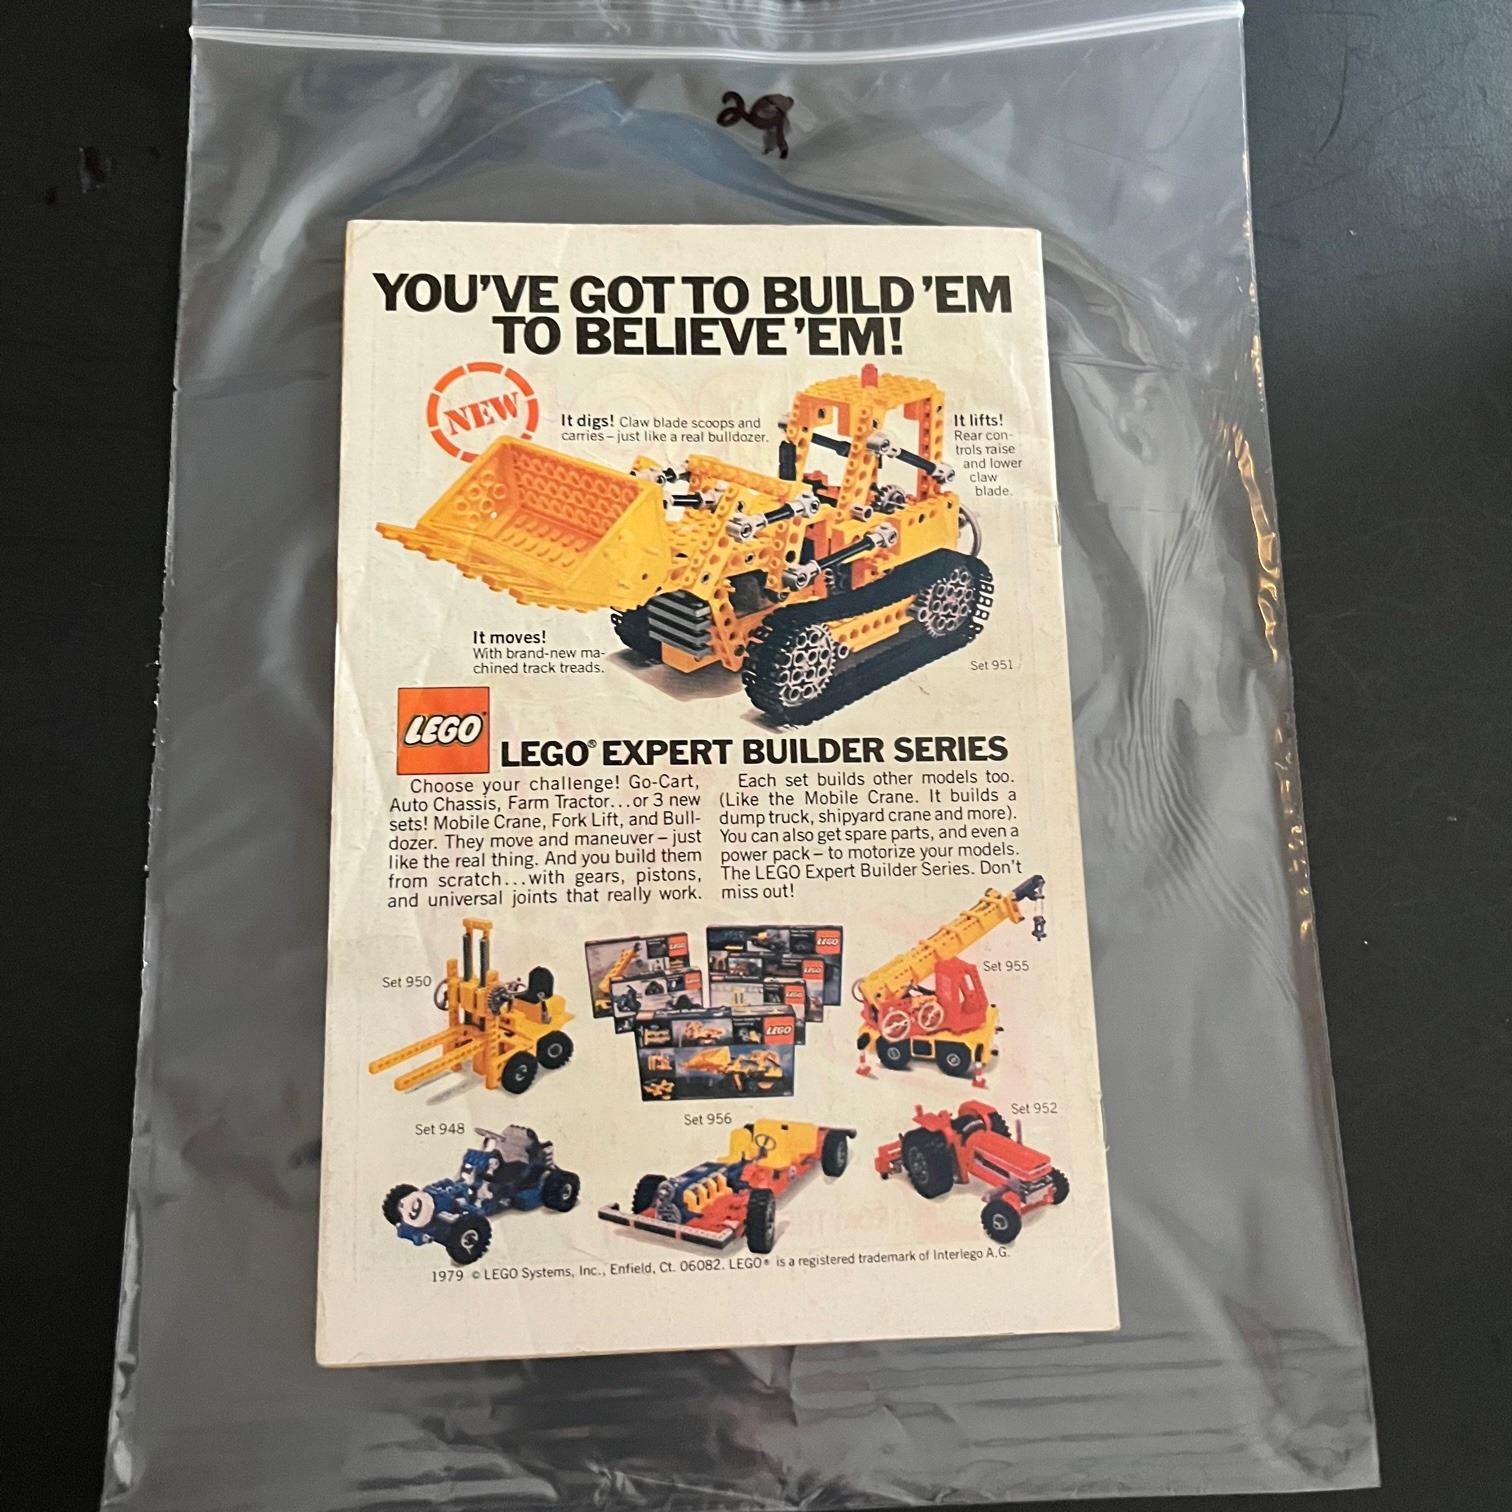 29
YOU'VE GOT TO BUILD 'EM
TO BELIEVE 'EM!
NEW
It digs! Claw blade scoops and
carries – just like a real bulldozer.
It lifts!
Rear con-
trols raise
and lower
claw
blade.
It moves!
With brand-new ma-
chined track treads.
Set 951
LEGO
LEGO® EXPERT BUILDER SERIES
Choose your challenge! Go-Cart,
Auto Chassis, Farm Tractor...or 3 new
sets! Mobile Crane, Fork Lift, and Bull-
dozer. They move and maneuver – just
like the real thing. And you build them
from scratch...with gears, pistons,
and universal joints that really work.
Each set builds other models too.
(Like the Mobile Crane. It builds a
dump truck, shipyard crane and more).
You can also get spare parts, and even a
power pack – to motorize your models.
The LEGO Expert Builder Series. Don't
miss out!
Set 950
LEGO
LEGO
LEGO
LEGO
LEGO
LEGO
Set 955
Set 948
Set 956
Set 952
1979 © LEGO Systems, Inc., Enfield, Ct. 06082. LEGO® is a registered trademark of Interlego A.G.